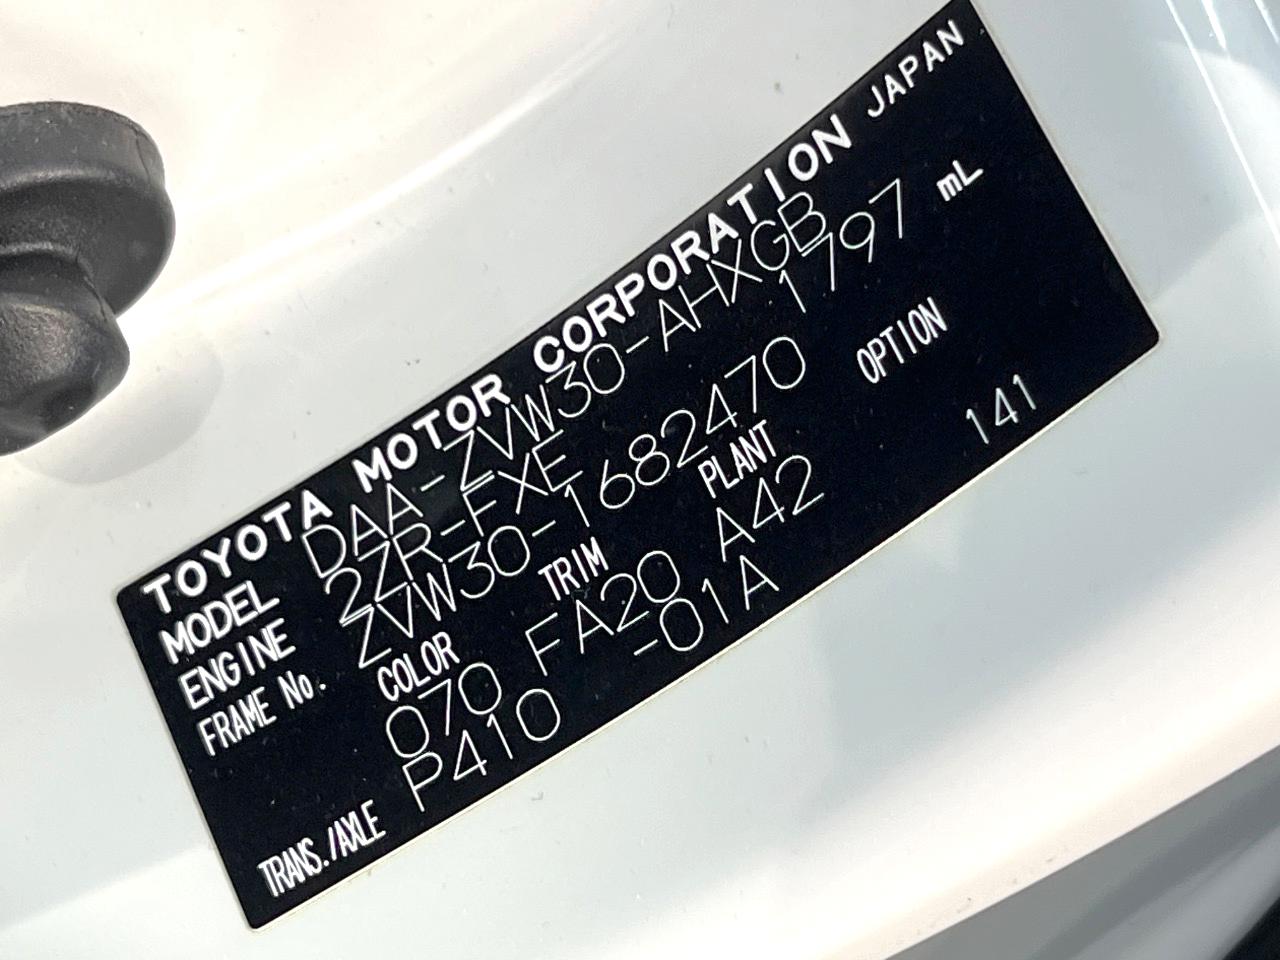 TOYOTA MOTOR CORPORATION JAPAN
MODEL DAA-ZVW30-AHXGB
ENGINE 2ZR-FXE 1797 mL
FRAME No. ZVW30-1682470
COLOR TRIM PLANT OPTION
070 FA20 A42 141
TRANS./AXLE P410 -01A